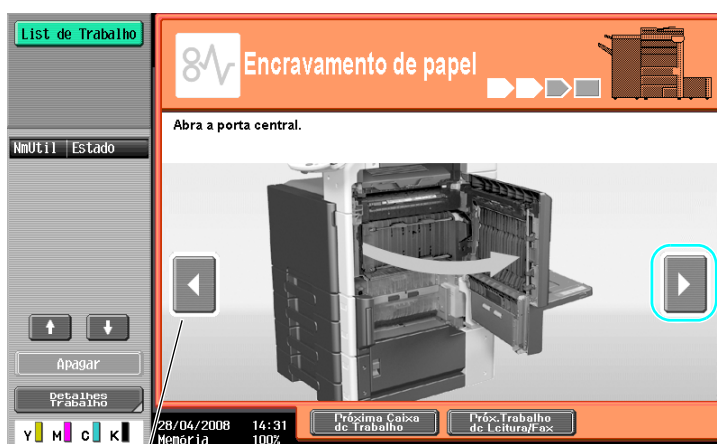 List de Trabalho
Encravamento de papel
Abra a porta central.
NmUtil Estado
Apagar
Detalhes
Trabalho
Y M C K
28/04/2008 14:31
Memória 100%
Próxima Caixa
de Trabalho
Próx.Trabalho
de Leitura/Fax